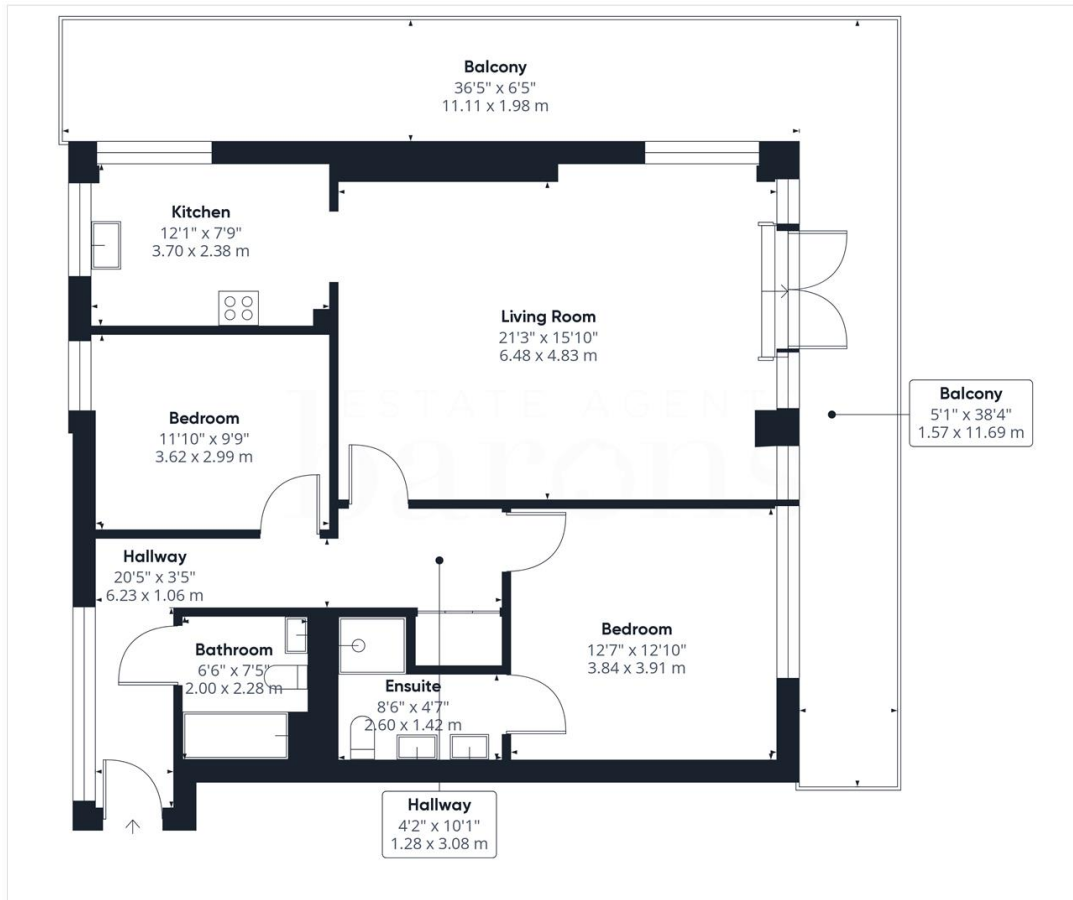 Balcony
36'5" x 6'5"
11.11 x 1.98 m
Kitchen
12'1" x 7'9"
3.70 x 2.38 m
Living Room
21'3" x 15'10"
6.48 x 4.83 m
Balcony
5'1" x 38'4"
1.57 x 11.69 m
ESTATE AGENT
barons
Bedroom
11'10" x 9'9"
3.62 x 2.99 m
Hallway
20'5" x 3'5"
6.23 x 1.06 m
Bathroom
6'6" x 7'5"
2.00 x 2.28 m
Bedroom
12'7" x 12'10"
3.84 x 3.91 m
Ensuite
8'6" x 4'7"
2.60 x 1.42 m
Hallway
4'2" x 10'1"
1.28 x 3.08 m